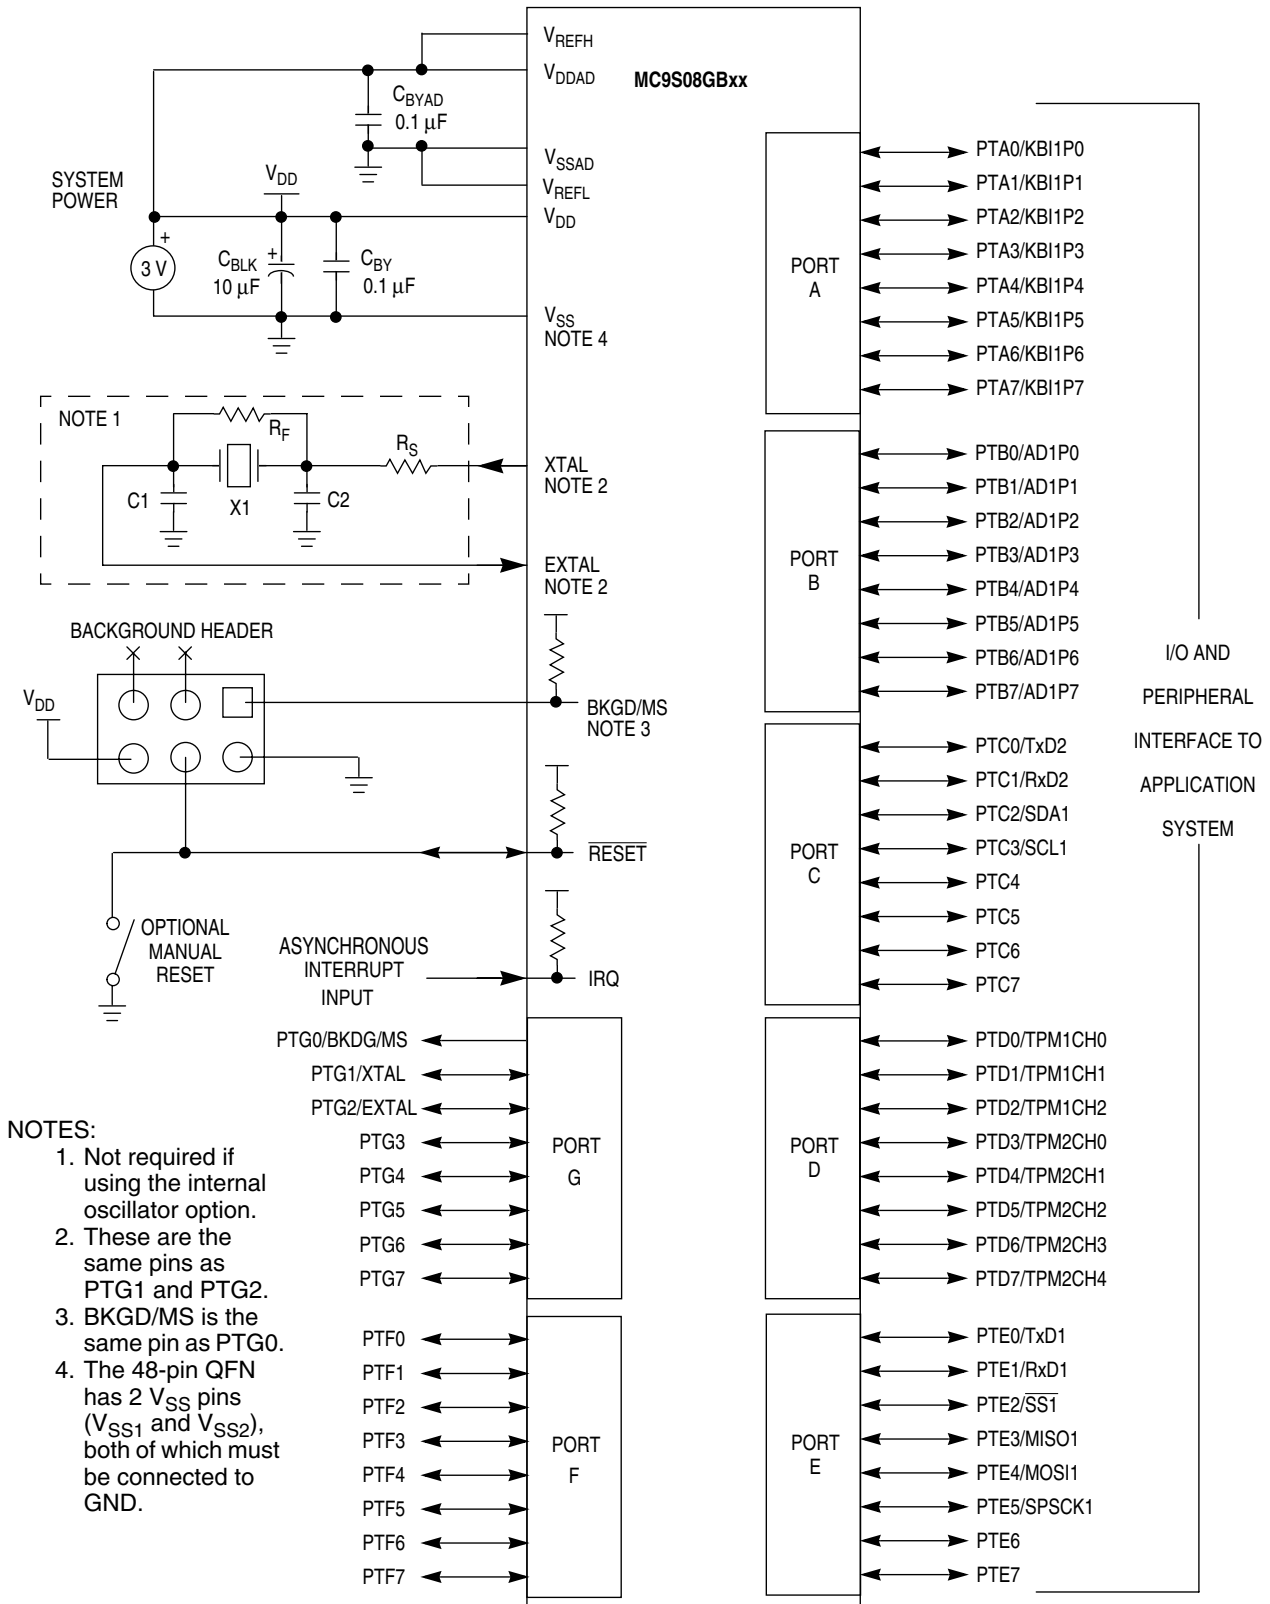 MC9S08GBxx
VREFH
VDDAD
CBYAD
0.1 µF
VSSAD
VREFL
SYSTEM
POWER
VDD
VDD
+
3 V
CBLK
+
10 µF
CBY
0.1 µF
VSS
NOTE 4
NOTE 1
RF
RS
C1
X1
C2
XTAL
NOTE 2
EXTAL
NOTE 2
BACKGROUND HEADER
VDD
BKGD/MS
NOTE 3
RESET
OPTIONAL
MANUAL
RESET
ASYNCHRONOUS
INTERRUPT
INPUT
IRQ
PTG0/BKDG/MS
PTG1/XTAL
PTG2/EXTAL
PTG3
PTG4
PTG5
PTG6
PTG7
PORT
G
PTF0
PTF1
PTF2
PTF3
PTF4
PTF5
PTF6
PTF7
PORT
F
NOTES:
1. Not required if
using the internal
oscillator option.
2. These are the
same pins as
PTG1 and PTG2.
3. BKGD/MS is the
same pin as PTG0.
4. The 48-pin QFN
has 2 VSS pins
(VSS1 and VSS2),
both of which must
be connected to
GND.
PORT
A
PTA0/KBI1P0
PTA1/KBI1P1
PTA2/KBI1P2
PTA3/KBI1P3
PTA4/KBI1P4
PTA5/KBI1P5
PTA6/KBI1P6
PTA7/KBI1P7
PORT
B
PTB0/AD1P0
PTB1/AD1P1
PTB2/AD1P2
PTB3/AD1P3
PTB4/AD1P4
PTB5/AD1P5
PTB6/AD1P6
PTB7/AD1P7
PORT
C
PTC0/TxD2
PTC1/RxD2
PTC2/SDA1
PTC3/SCL1
PTC4
PTC5
PTC6
PTC7
PORT
D
PTD0/TPM1CH0
PTD1/TPM1CH1
PTD2/TPM1CH2
PTD3/TPM2CH0
PTD4/TPM2CH1
PTD5/TPM2CH2
PTD6/TPM2CH3
PTD7/TPM2CH4
PORT
E
PTE0/TxD1
PTE1/RxD1
PTE2/SS1
PTE3/MISO1
PTE4/MOSI1
PTE5/SPSCK1
PTE6
PTE7
I/O AND
PERIPHERAL
INTERFACE TO
APPLICATION
SYSTEM